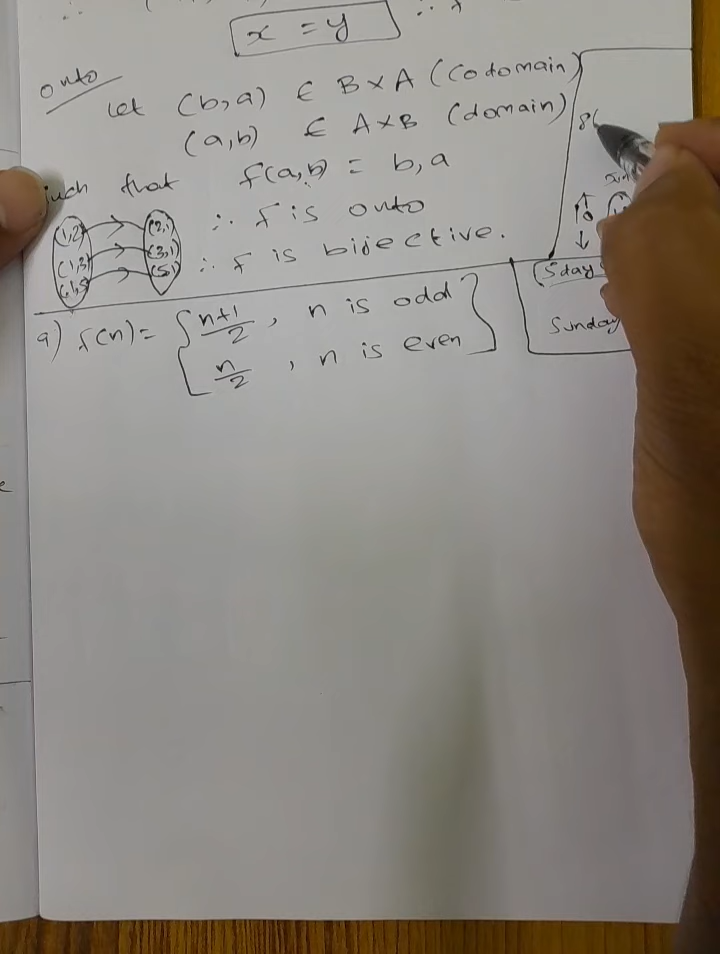 x = y
onto
Let (b,a) ∈ B×A (Codomain)
(a,b) ∈ A×B (domain)
such that f(a,b) = b,a
∴ f is onto
∴ f is bijective.
(1,2) (2,1)
(1,3) (3,1)
(1,5) (5,1)
9) f(n) = { n+1/2 , n is odd
n/2 , n is even }
5day
Sunday